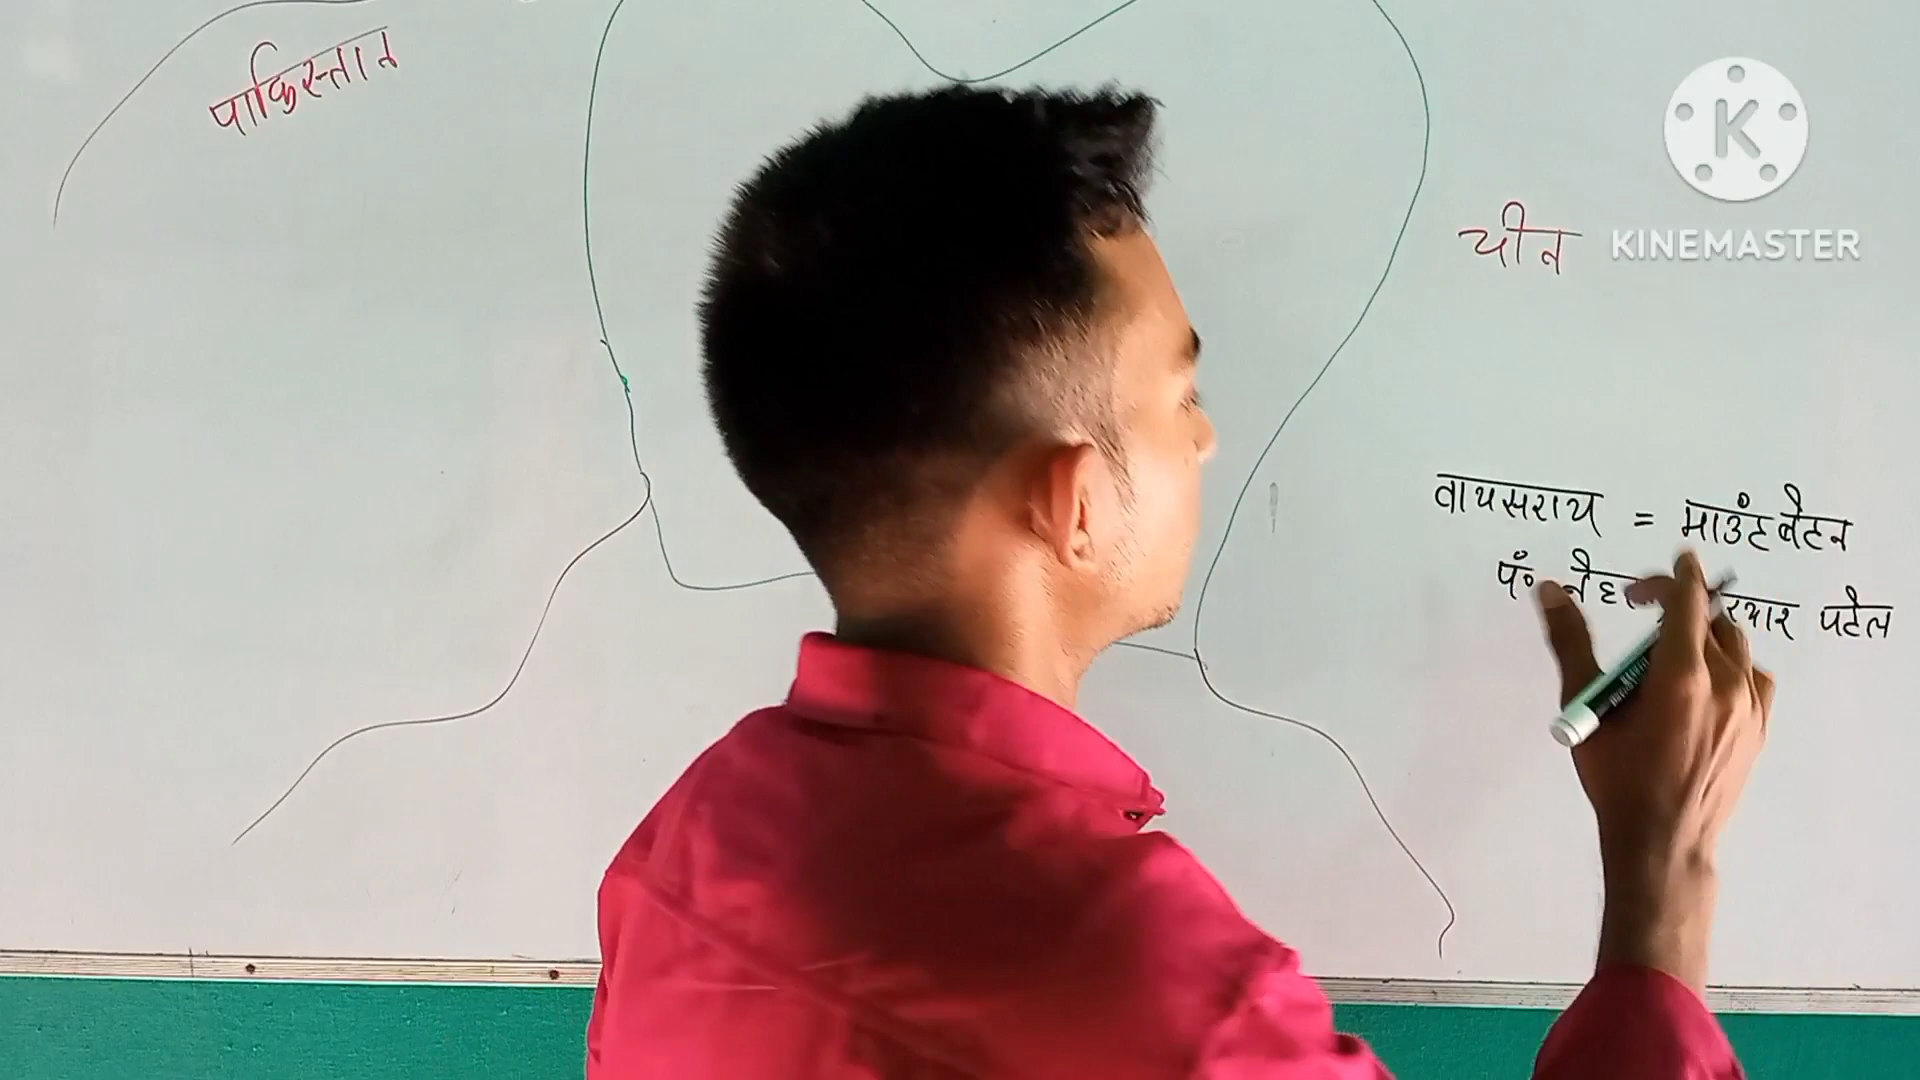 पाकिस्तान
चीन
KINEMASTER
वायसराय = माउंटबेटन
पं० पटेल